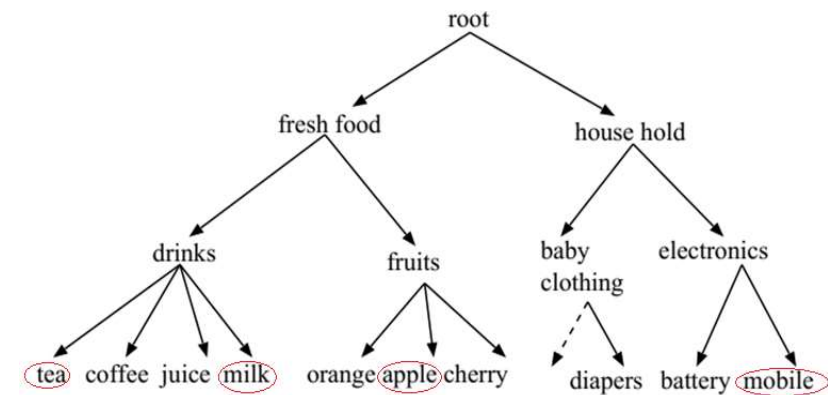 root
fresh food
house hold
drinks
fruits
baby
clothing
electronics
tea coffee juice milk
orange apple cherry
diapers
battery mobile